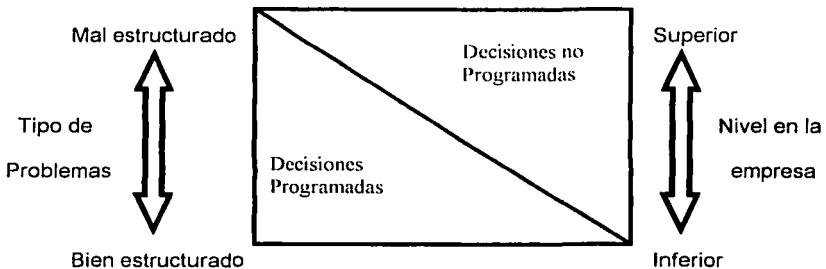 Mal estructurado
Tipo de
Problemas
Bien estructurado
Decisiones no
Programadas
Decisiones
Programadas
Superior
Nivel en la
empresa
Inferior